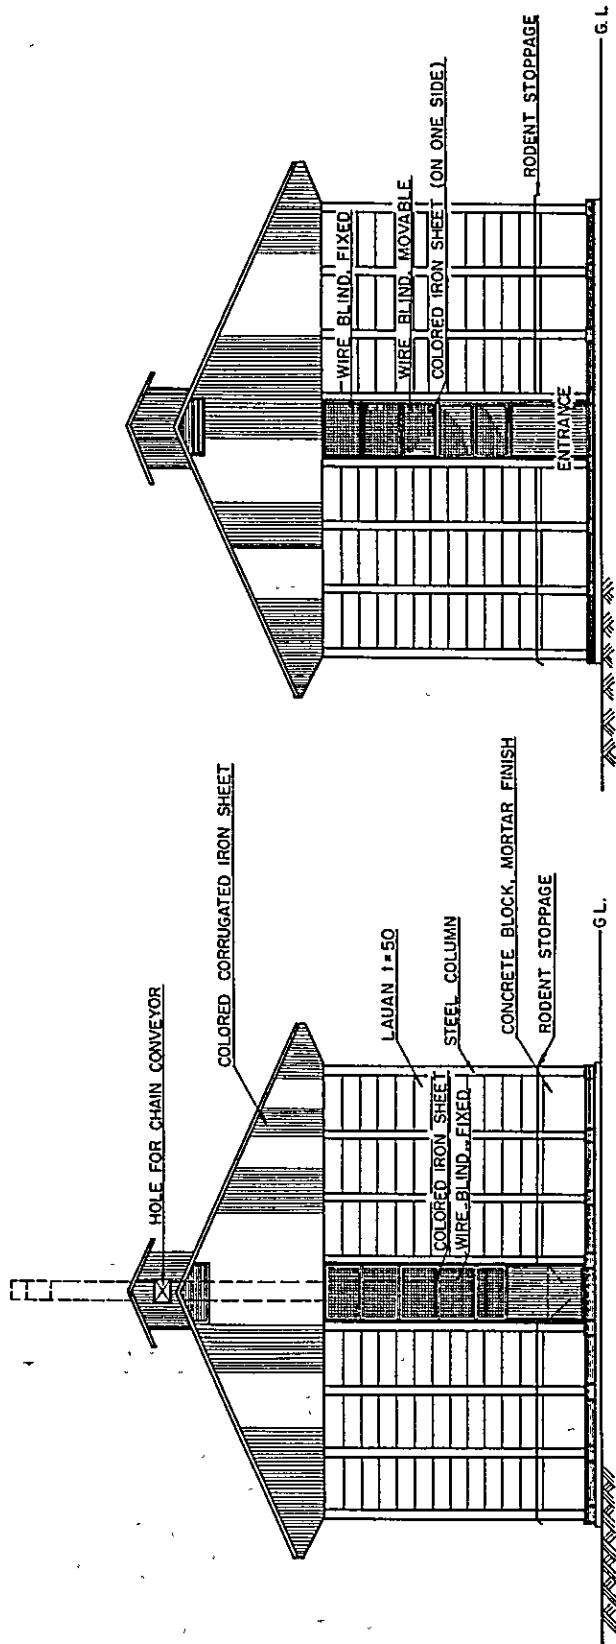 HOLE FOR CHAIN CONVEYOR
COLORED CORRUGATED IRON SHEET
LAUAN t=50
STEEL COLUMN
COLORED IRON SHEET
WIRE BLIND, FIXED
CONCRETE BLOCK, MORTAR FINISH
RODENT STOPPAGE
G L.
WIRE BLIND, FIXED
WIRE BLIND, MOVABLE
COLORED IRON SHEET (ON ONE SIDE)
ENTRANCE
RODENT STOPPAGE
G. L.